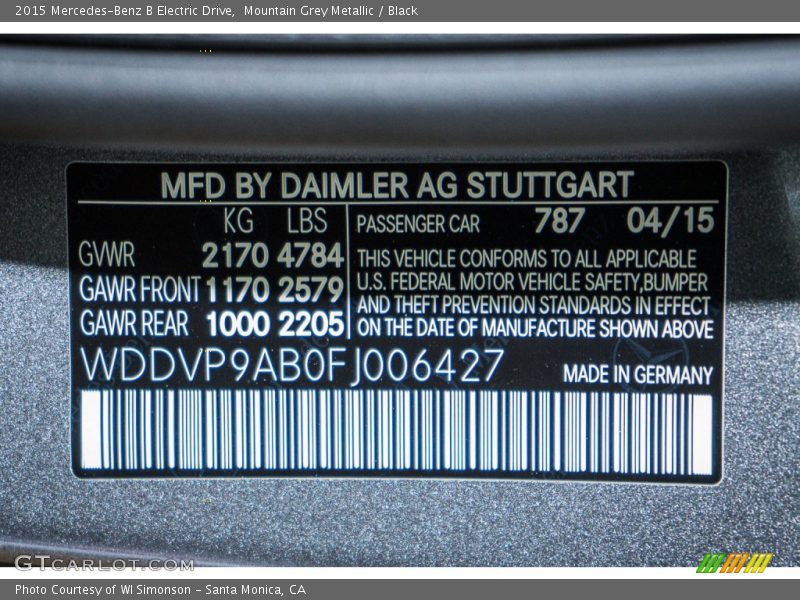 2015 Mercedes-Benz B Electric Drive,  Mountain Grey Metallic / Black
MFD BY DAIMLER AG STUTTGART
KG LBS
GVWR 2170 4784
GAWR FRONT 1170 2579
GAWR REAR 1000 2205
PASSENGER CAR 787 04/15
THIS VEHICLE CONFORMS TO ALL APPLICABLE
U.S. FEDERAL MOTOR VEHICLE SAFETY,BUMPER
AND THEFT PREVENTION STANDARDS IN EFFECT
ON THE DATE OF MANUFACTURE SHOWN ABOVE
WDDVP9AB0FJ006427
MADE IN GERMANY
GTCARLOT.COM
Photo Courtesy of WI Simonson - Santa Monica, CA